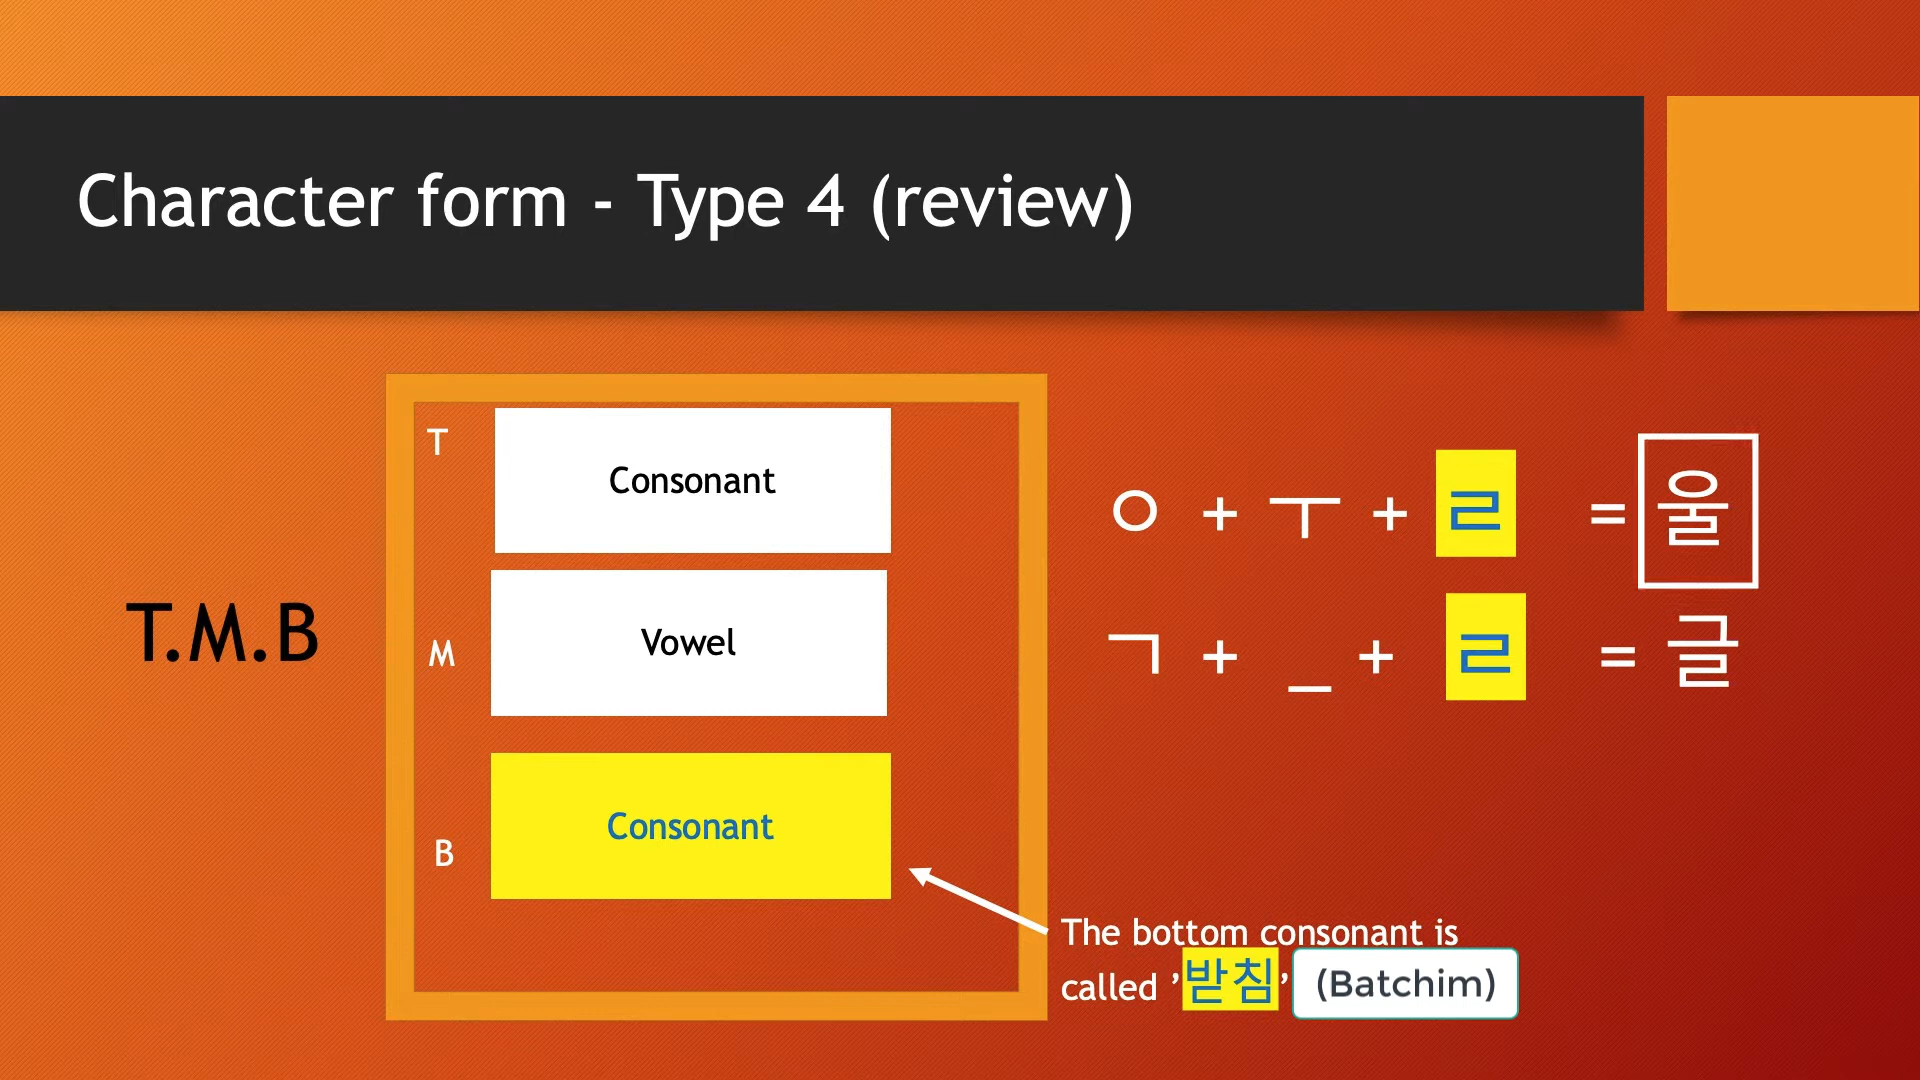 Character form - Type 4 (review)
T.M.B
T
Consonant
M
Vowel
B
Consonant
ㅇ + ㅜ + ㄹ = 울
ㄱ + _ + ㄹ = 글
The bottom consonant is
called ’받침’ (Batchim)